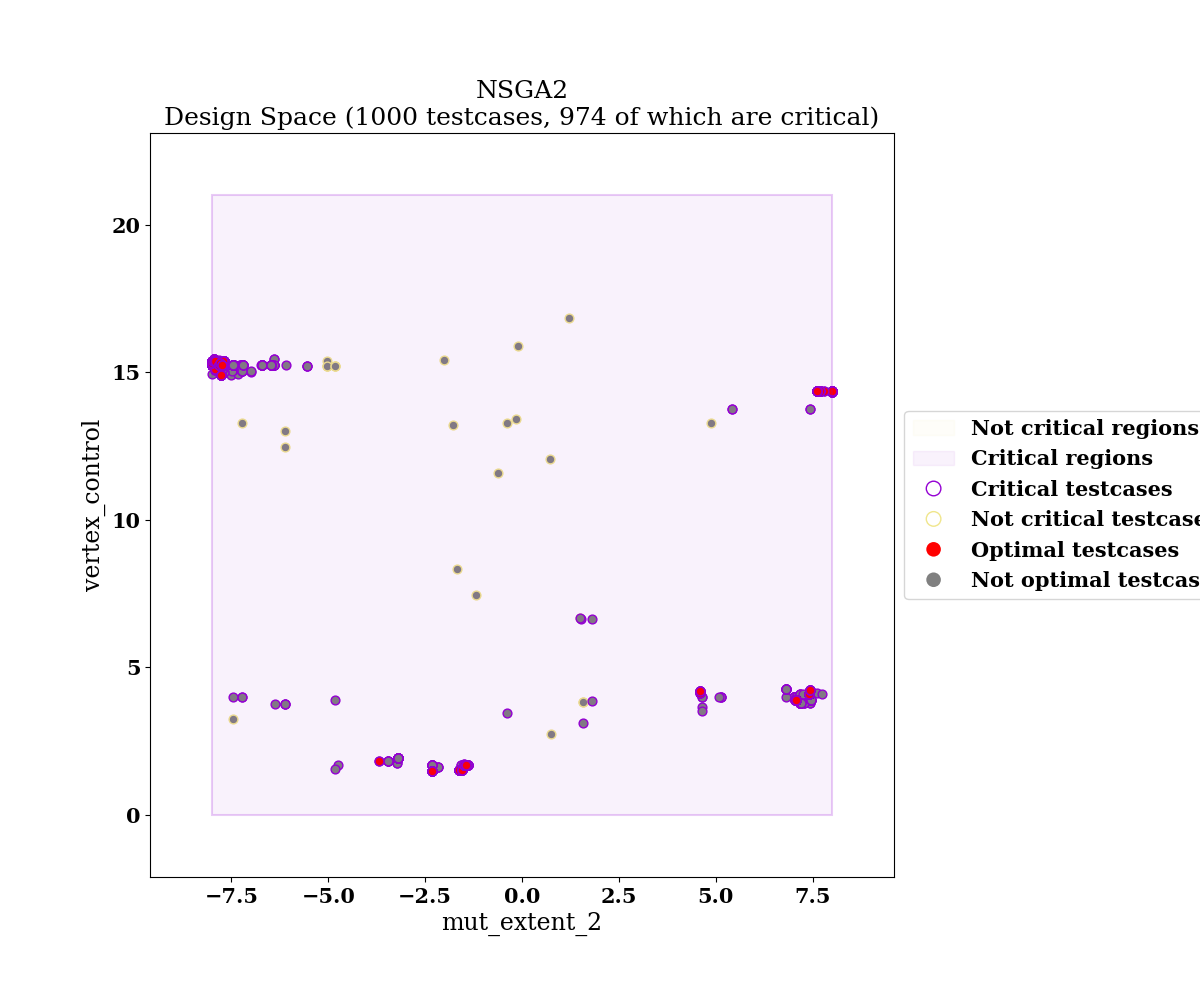 NSGA2
Design Space (1000 testcases, 974 of which are critical)
20
15
10
5
0
vertex_control
−7.5
−5.0
−2.5
0.0
2.5
5.0
7.5
mut_extent_2
Not critical regions
Critical regions
Critical testcases
Not critical testcase
Optimal testcases
Not optimal testcas